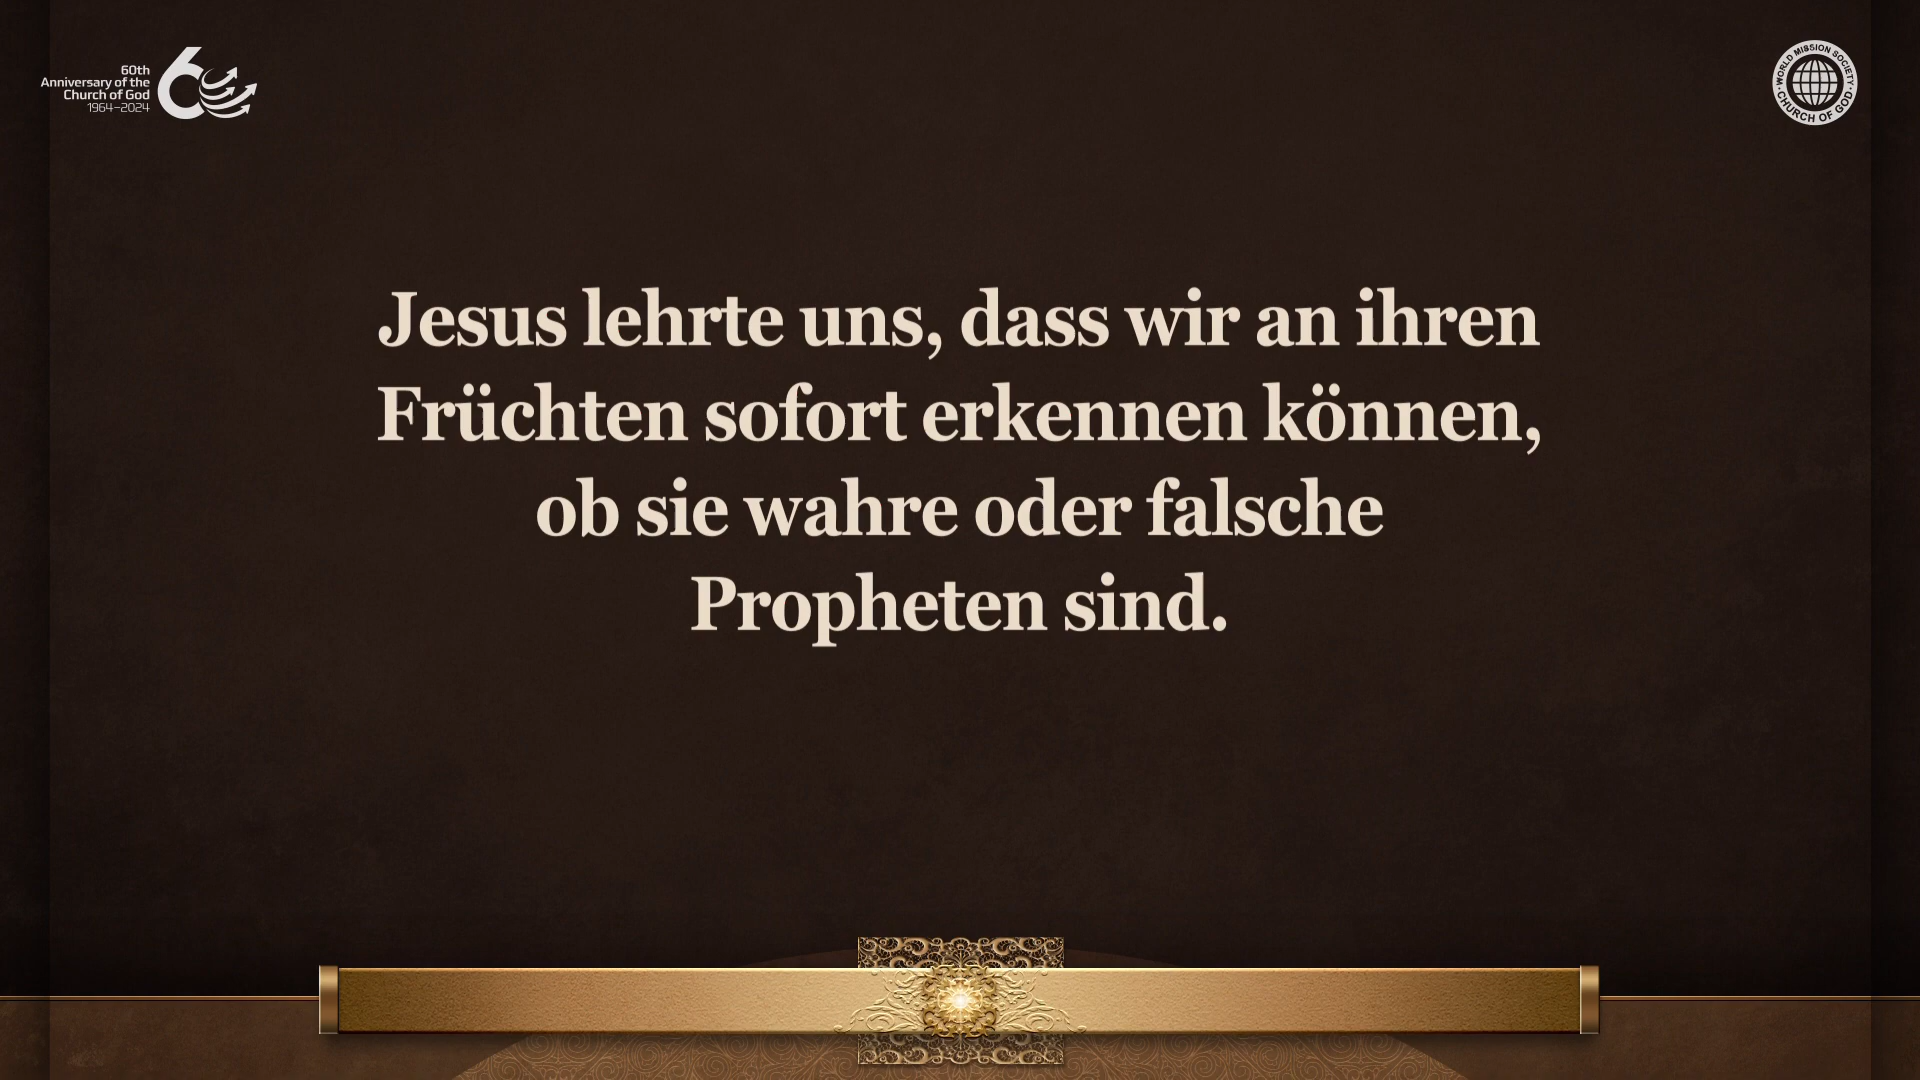 60th
Anniversary of the
Church of God
1964–2024
WORLD MISSION SOCIETY
CHURCH OF GOD
Jesus lehrte uns, dass wir an ihren
Früchten sofort erkennen können,
ob sie wahre oder falsche
Propheten sind.